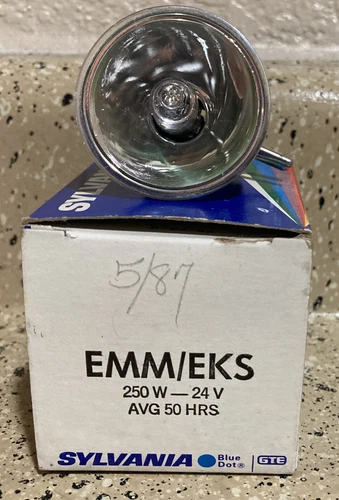 SYLVANIA
5/87
EMM/EKS
250 W — 24 V
AVG 50 HRS
SYLVANIA Blue Dot® GTE